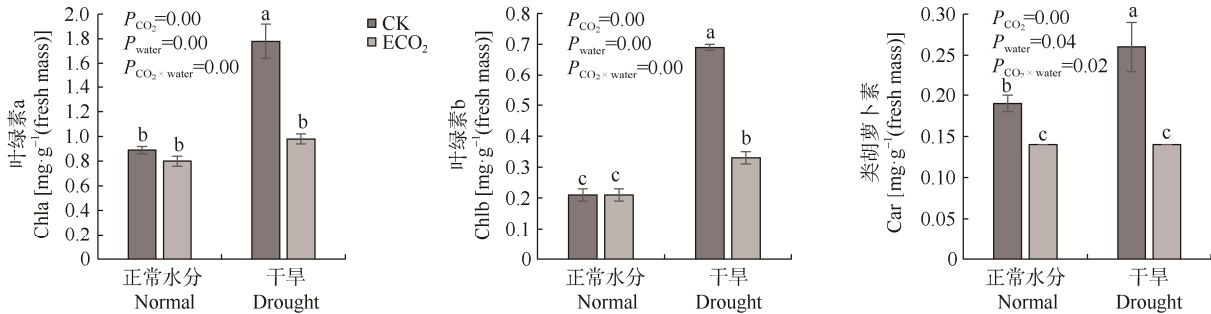 叶绿素a
Chla [mg·g⁻¹(fresh mass)]
2.0
1.8
1.6
1.4
1.2
1.0
0.8
0.6
0.4
0.2
0
P_CO₂=0.00
P_water=0.00
P_CO₂×water=0.00
b
b
a
b
正常水分
Normal
干旱
Drought
CK
ECO₂
叶绿素b
Chlb [mg·g⁻¹(fresh mass)]
0.8
0.7
0.6
0.5
0.4
0.3
0.2
0.1
0
P_CO₂=0.00
P_water=0.00
P_CO₂×water=0.00
c
c
a
b
正常水分
Normal
干旱
Drought
类胡萝卜素
Car [mg·g⁻¹(fresh mass)]
0.30
0.25
0.20
0.15
0.10
0.05
0
P_CO₂=0.00
P_water=0.04
P_CO₂×water=0.02
b
c
a
c
正常水分
Normal
干旱
Drought